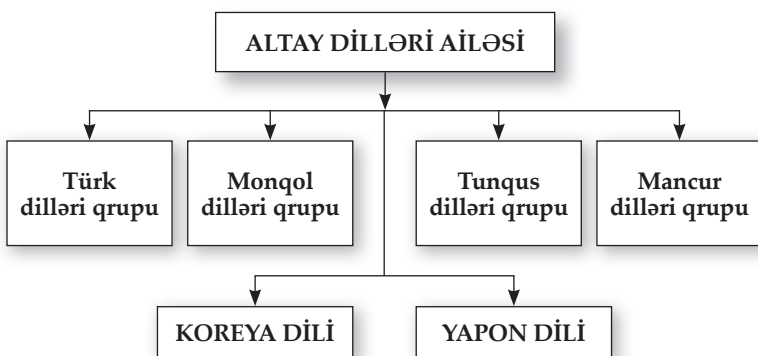 ALTAY DİLLƏRİ AİLƏSİ
Türk
dilləri qrupu
Monqol
dilləri qrupu
Tunqus
dilləri qrupu
Mancur
dilləri qrupu
KOREYA DİLİ
YAPON DİLİ